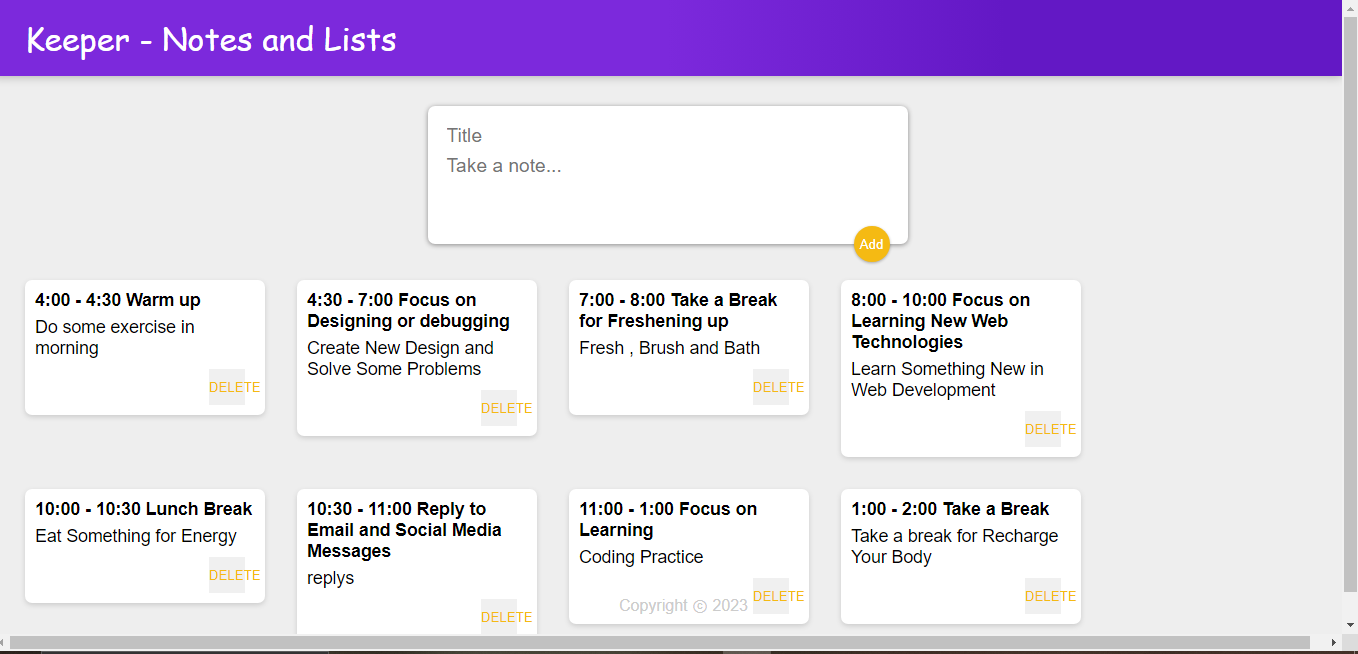 Keeper - Notes and Lists
Title
Take a note...
Add
4:00 - 4:30 Warm up
Do some exercise in
morning
DELETE
4:30 - 7:00 Focus on
Designing or debugging
Create New Design and
Solve Some Problems
DELETE
7:00 - 8:00 Take a Break
for Freshening up
Fresh , Brush and Bath
DELETE
8:00 - 10:00 Focus on
Learning New Web
Technologies
Learn Something New in
Web Development
DELETE
10:00 - 10:30 Lunch Break
Eat Something for Energy
DELETE
10:30 - 11:00 Reply to
Email and Social Media
Messages
replys
DELETE
11:00 - 1:00 Focus on
Learning
Coding Practice
DELETE
Copyright ⓒ 2023
1:00 - 2:00 Take a Break
Take a break for Recharge
Your Body
DELETE